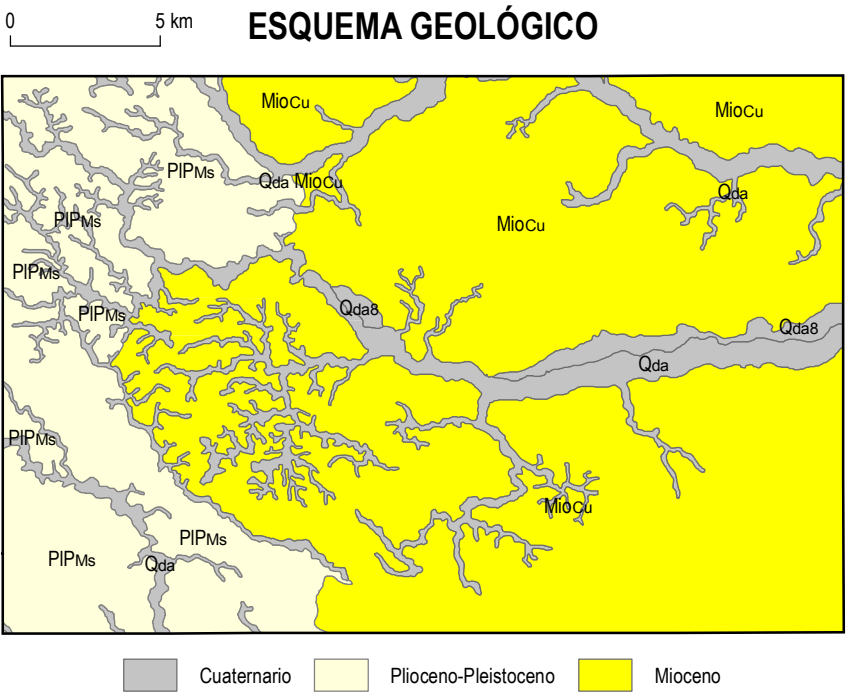 0 5 km
ESQUEMA GEOLÓGICO
MioCu
MioCu
PlPMs
Qda MioCu
Qda
PlPMs
MioCu
PlPMs
PlPMs
Qda8
Qda8
Qda
PlPMs
MioCu
PlPMs
PlPMs
Qda
Cuaternario Plioceno-Pleistoceno Mioceno